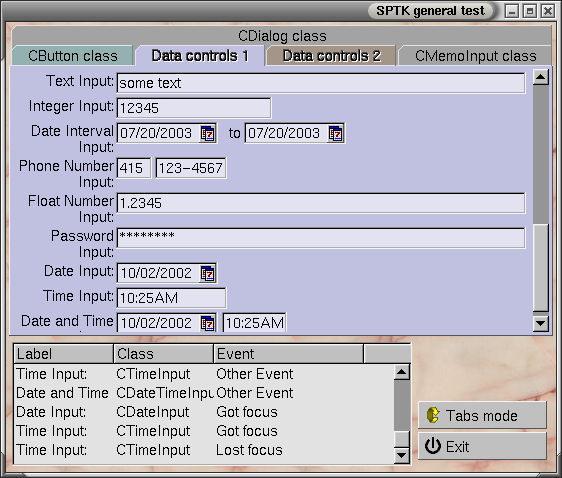 SPTK general test
CDialog class
CButton class Data controls 1 Data controls 2 CMemoInput class
Text Input: some text
Integer Input: 12345
Date Interval
Input: 07/20/2003 to 07/20/2003
Phone Number
Input: 415 123-4567
Float Number
Input: 1.2345
Password
Input: ********
Date Input: 10/02/2002
Time Input: 10:25AM
Date and Time 10/02/2002 10:25AM
Label Class Event
Time Input: CTimeInput Other Event
Date and Time CDateTimeInpu Other Event
Date Input: CDateInput Got focus
Time Input: CTimeInput Got focus
Time Input: CTimeInput Lost focus
Tabs mode
Exit